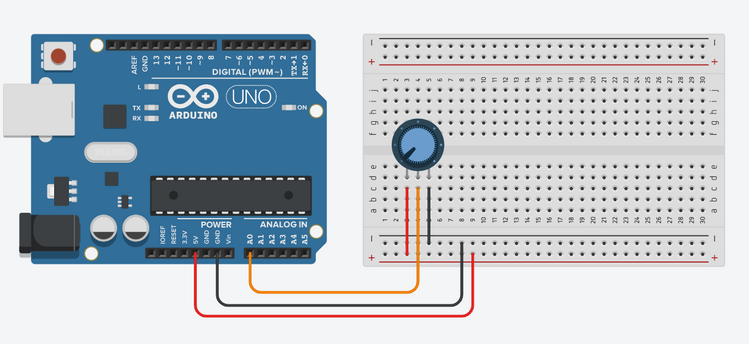 AREF
GND
13
12
~11
~10
~9
8
7
~6
~5
4
~3
2
TX→1
RX←0
DIGITAL (PWM~)
L
TX
RX
ARDUINO
UNO
ON
POWER
ANALOG IN
IOREF
RESET
3.3V
5V
GND
GND
Vin
A0
A1
A2
A3
A4
A5
1 2 3 4 5 6 7 8 9 10 11 12 13 14 15 16 17 18 19 20 21 22 23 24 25 26 27 28 29 30
j
i
h
g
f
e
d
c
b
a
j
i
h
g
f
e
d
c
b
a
1 2 3 4 5 6 7 8 9 10 11 12 13 14 15 16 17 18 19 20 21 22 23 24 25 26 27 28 29 30